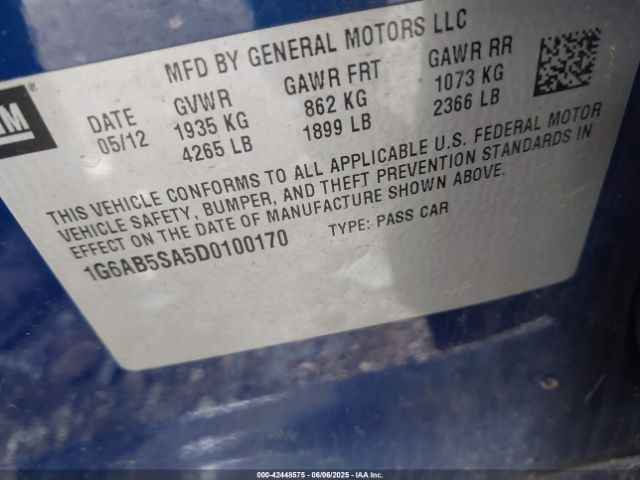 MFD BY GENERAL MOTORS LLC
GM ®
DATE GVWR GAWR FRT GAWR RR
05/12 1935 KG 862 KG 1073 KG
4265 LB 1899 LB 2366 LB
THIS VEHICLE CONFORMS TO ALL APPLICABLE U.S. FEDERAL MOTOR
VEHICLE SAFETY, BUMPER, AND THEFT PREVENTION STANDARDS IN
EFFECT ON THE DATE OF MANUFACTURE SHOWN ABOVE.
1G6AB5SA5D0100170 TYPE: PASS CAR
000-42448575 - 06/06/2025 - IAA Inc.